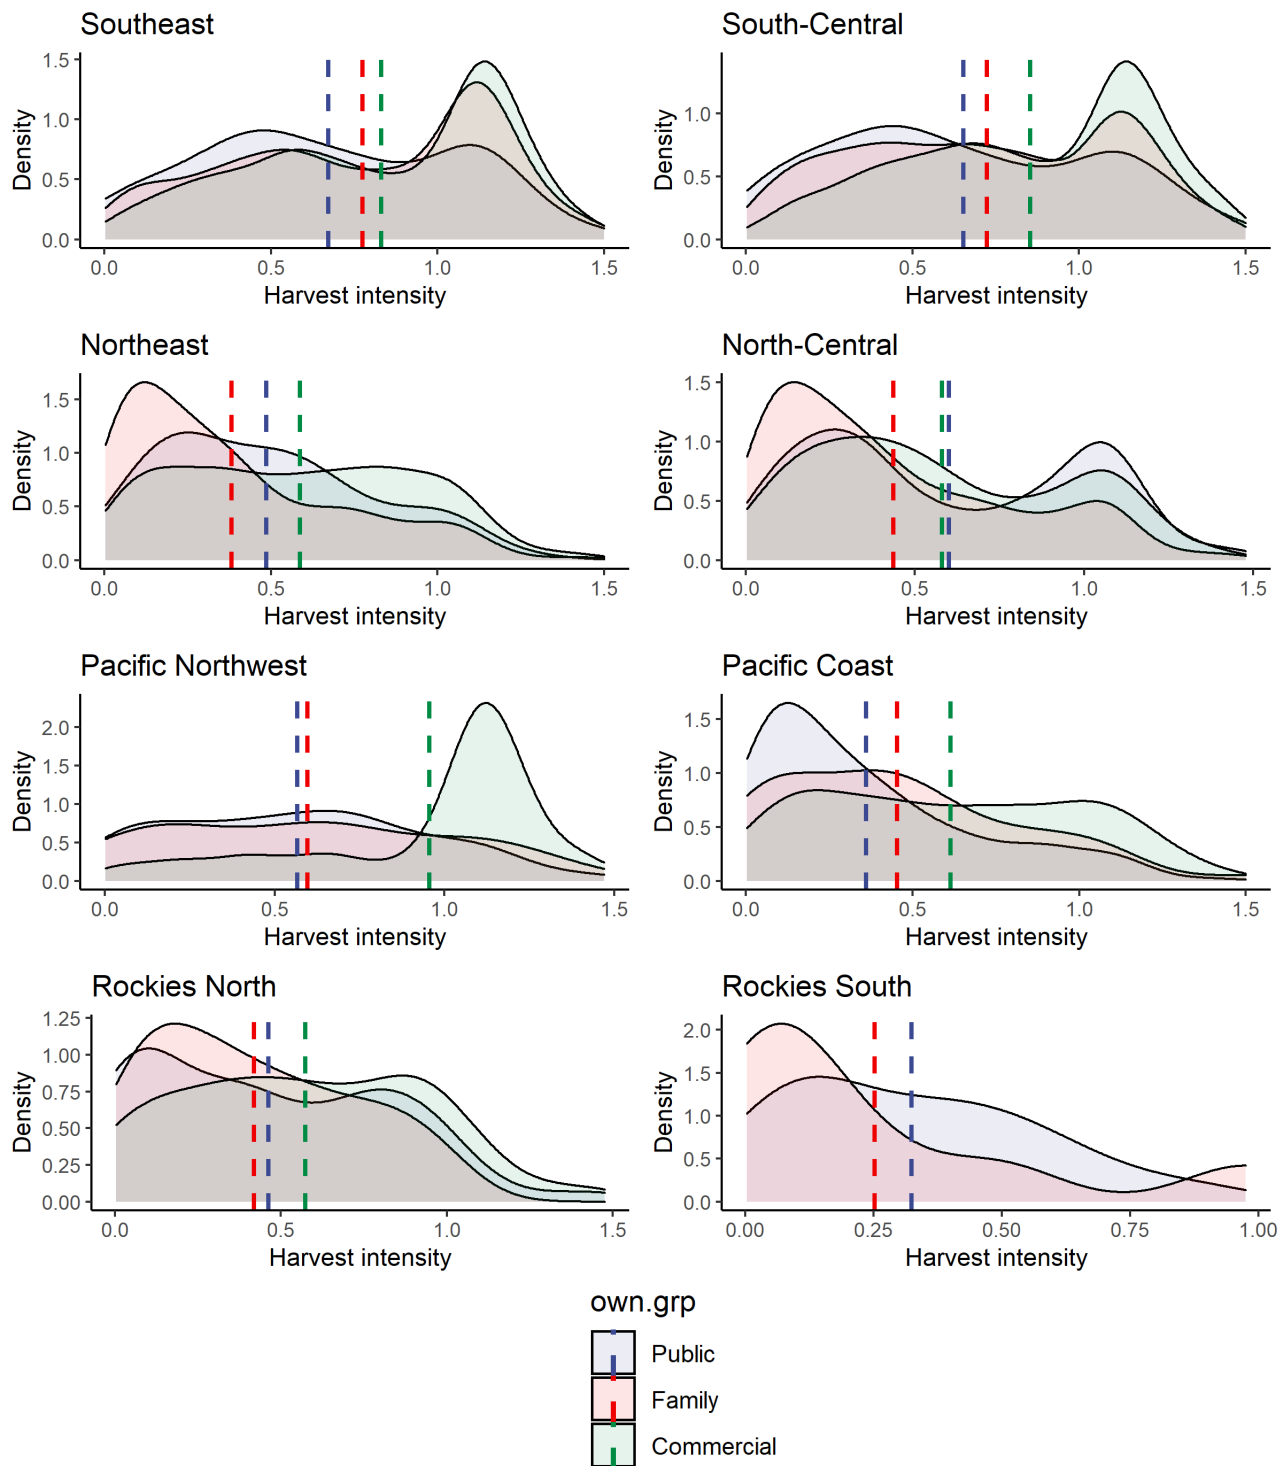 Southeast
Density
1.5
1.0
0.5
0.0
0.0 0.5 1.0 1.5
Harvest intensity
South-Central
Density
1.0
0.5
0.0
0.0 0.5 1.0 1.5
Harvest intensity
Northeast
Density
1.5
1.0
0.5
0.0
0.0 0.5 1.0 1.5
Harvest intensity
North-Central
Density
1.5
1.0
0.5
0.0
0.0 0.5 1.0 1.5
Harvest intensity
Pacific Northwest
Density
2.0
1.5
1.0
0.5
0.0
0.0 0.5 1.0 1.5
Harvest intensity
Pacific Coast
Density
1.5
1.0
0.5
0.0
0.0 0.5 1.0 1.5
Harvest intensity
Rockies North
Density
1.25
1.00
0.75
0.50
0.25
0.00
0.0 0.5 1.0 1.5
Harvest intensity
Rockies South
Density
2.0
1.5
1.0
0.5
0.0
0.00 0.25 0.50 0.75 1.00
Harvest intensity
own.grp
Public
Family
Commercial